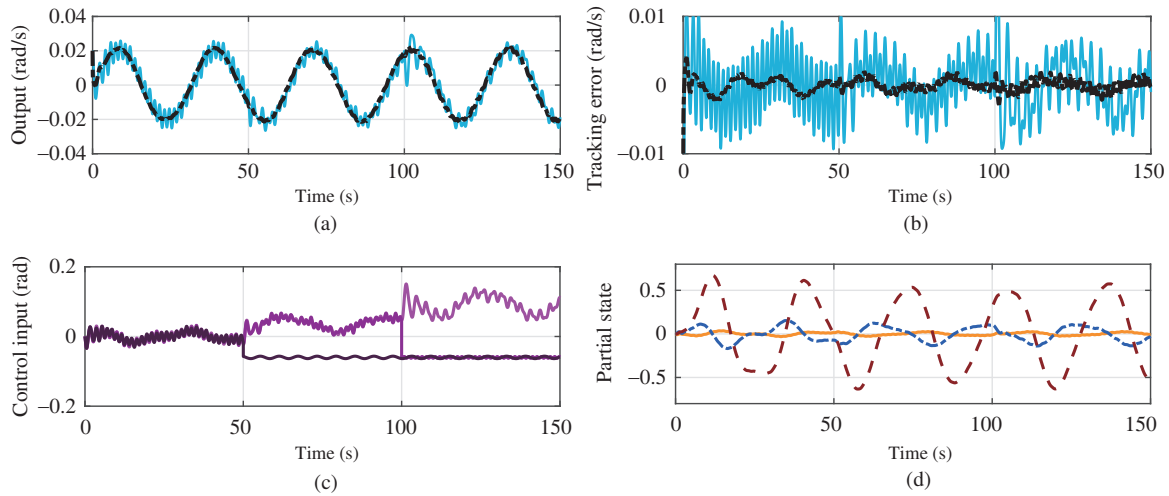 0.04
0.02
0
−0.02
−0.04
Output (rad/s)
0
50
100
150
Time (s)
(a)
0.01
0
−0.01
Tracking error (rad/s)
0
50
100
150
Time (s)
(b)
0.2
0
−0.2
Control input (rad)
0
50
100
150
Time (s)
(c)
0.5
0
−0.5
Partial state
0
50
100
150
Time (s)
(d)